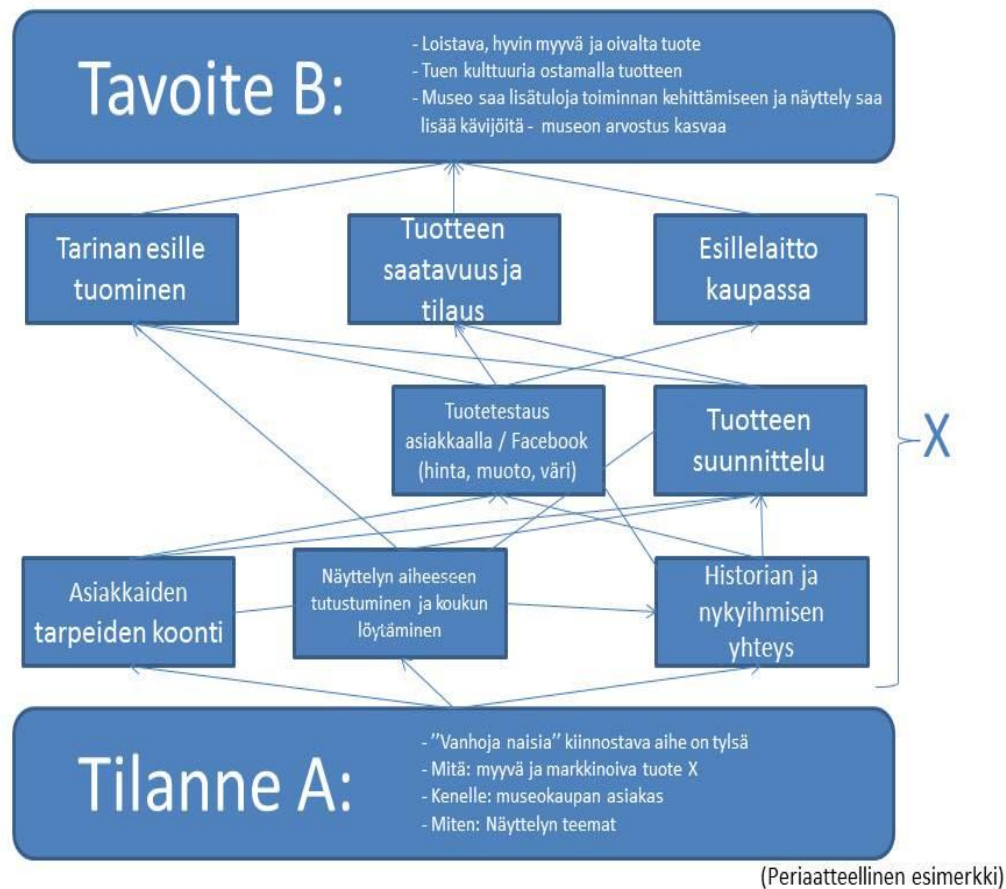 Tavoite B:
- Loistava, hyvin myyvä ja oivalta tuote
- Tuen kulttuuria ostamalla tuotteen
- Museo saa lisätuloja toiminnan kehittämiseen ja näyttely saa
lisää kävijöitä - museon arvostus kasvaa
Tarinan esille
tuominen
Tuotteen
saatavuus ja
tilaus
Esillelaitto
kaupassa
Tuotetestaus
asiakkaalla / Facebook
(hinta, muoto, väri)
Tuotteen
suunnittelu
X
Asiakkaiden
tarpeiden koonti
Näyttelyn aiheeseen
tutustuminen ja koukun
löytäminen
Historian ja
nykyihmisen
yhteys
Tilanne A:
- ”Vanhoja naisia” kiinnostava aihe on tylsä
- Mitä: myyvä ja markkinoiva tuote X
- Kenelle: museokaupan asiakas
- Miten: Näyttelyn teemat
(Periaatteellinen esimerkki)